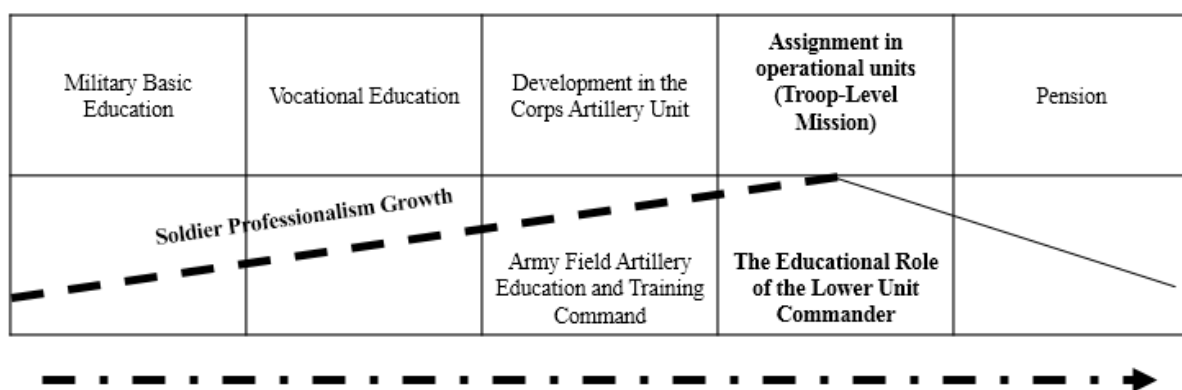 Military Basic
Education
Vocational Education
Development in the
Corps Artillery Unit
Assignment in
operational units
(Troop-Level
Mission)
Pension
Soldier Professionalism Growth
Army Field Artillery
Education and Training
Command
The Educational Role
of the Lower Unit
Commander